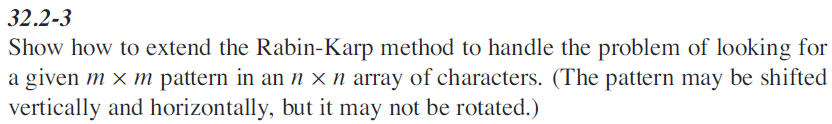 32.2-3
Show how to extend the Rabin-Karp method to handle the problem of looking for
a given m × m pattern in an n × n array of characters. (The pattern may be shifted
vertically and horizontally, but it may not be rotated.)